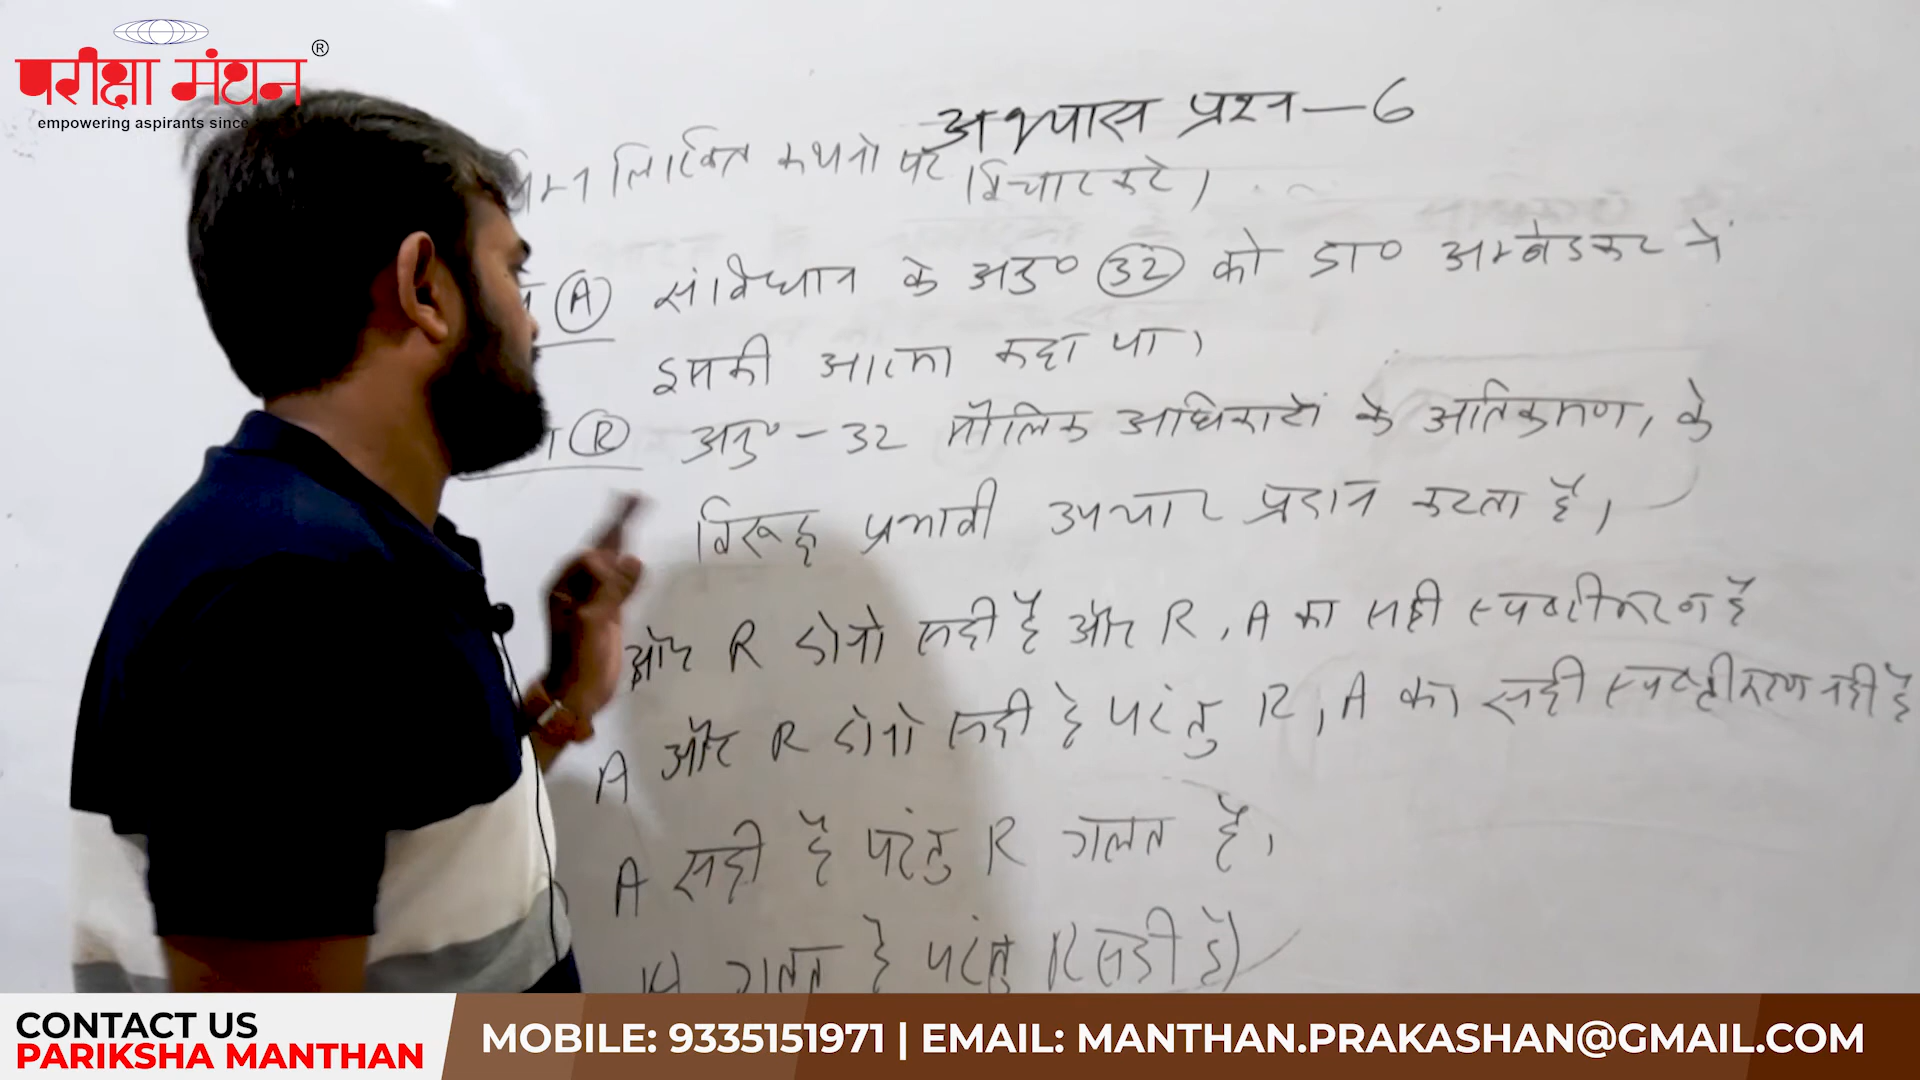 परीक्षा मंथन ®
empowering aspirants since
अभ्यास प्रश्न – 6
लिखित कथनो पर विचार करे।
A संविधान के अनु० 32 को डा० अम्बेडकर ने
इसकी आत्मा कहा था।
R अनु० – 32 मौलिक अधिकारों के अतिक्रमण, के
विरूद्ध प्रभावी उपचार प्रदान करता है।
और R दोनो सही है और R, A का सही स्पष्टीकरण है
A और R दोनो सही है परंतु R, A का सही स्पष्टीकरण नही है
A सही है परंतु R गलत है।
A गलत है परंतु R सही है
CONTACT US
PARIKSHA MANTHAN
MOBILE: 9335151971 | EMAIL: MANTHAN.PRAKASHAN@GMAIL.COM